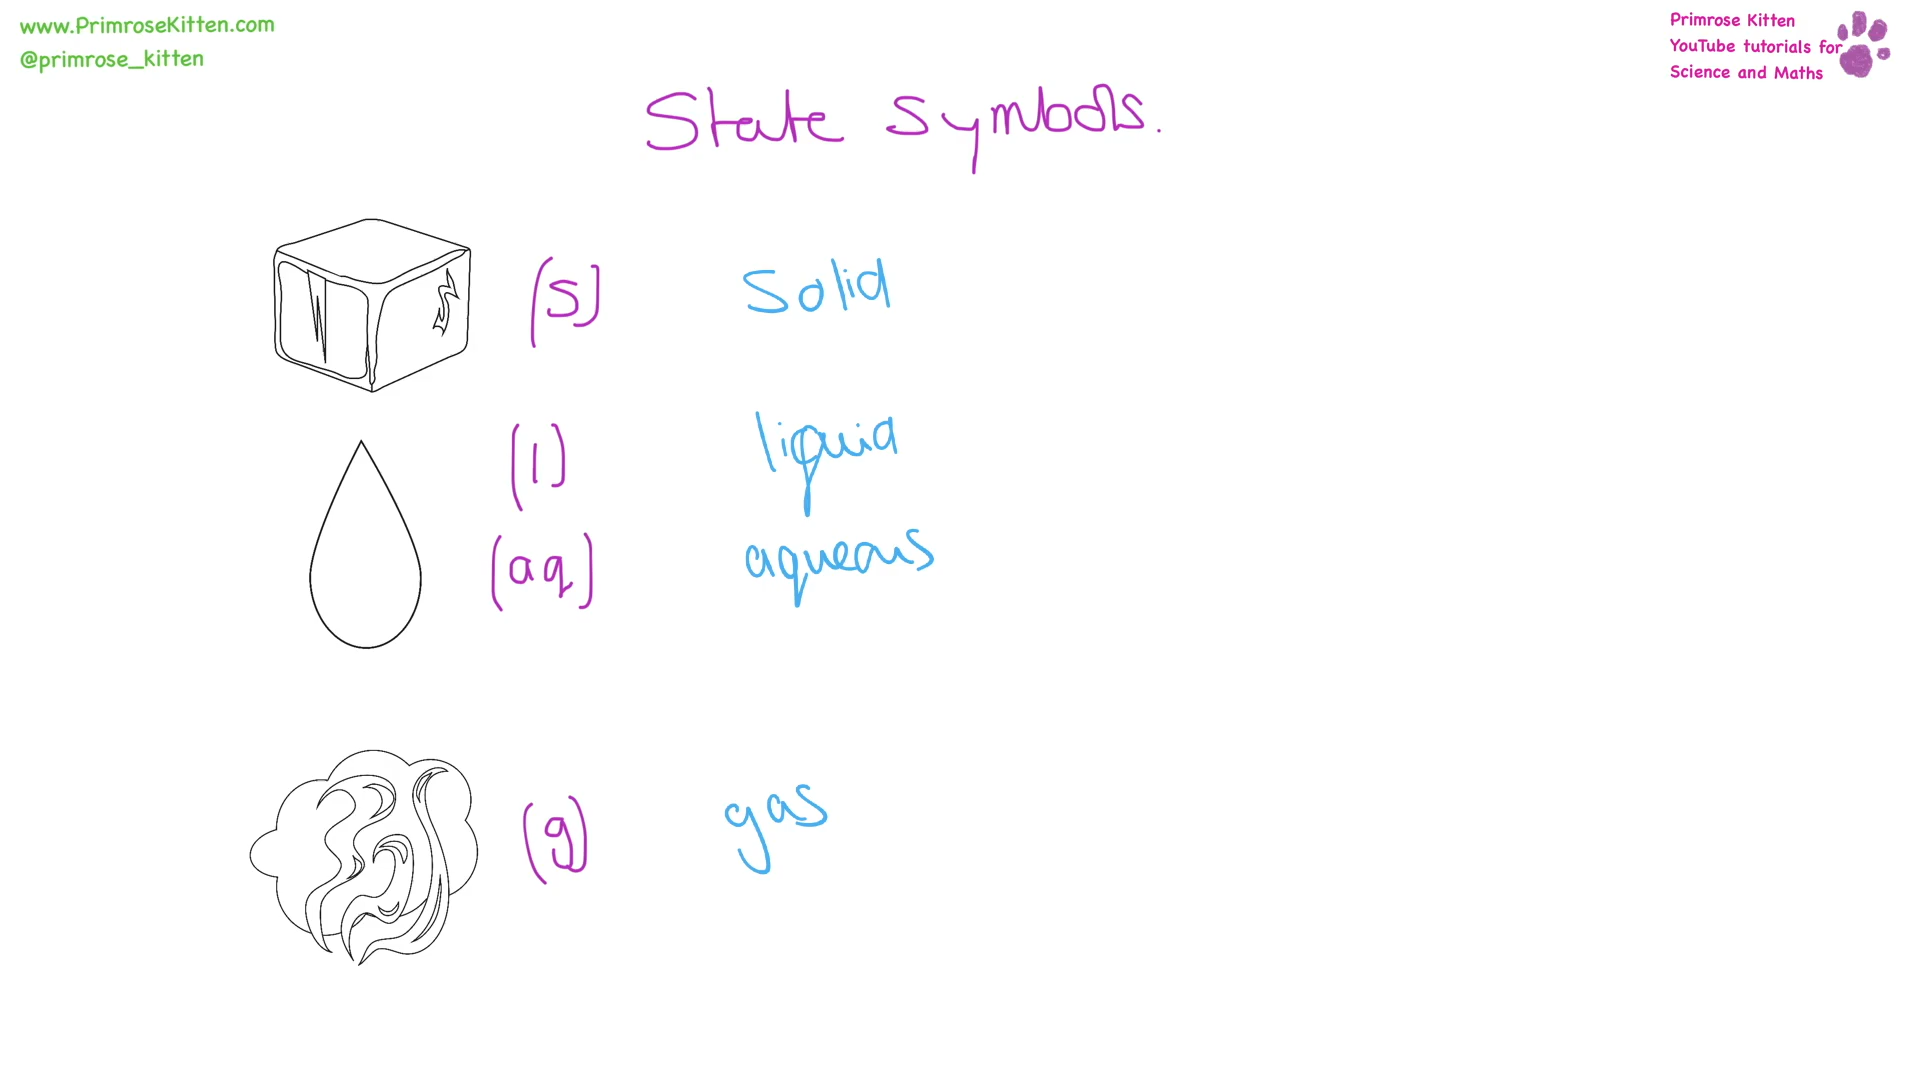 www.PrimroseKitten.com
@primrose_kitten
Primrose Kitten
YouTube tutorials for
Science and Maths
State Symbols.
(s) Solid
(l) liquid
(aq) aqueous
(g) gas